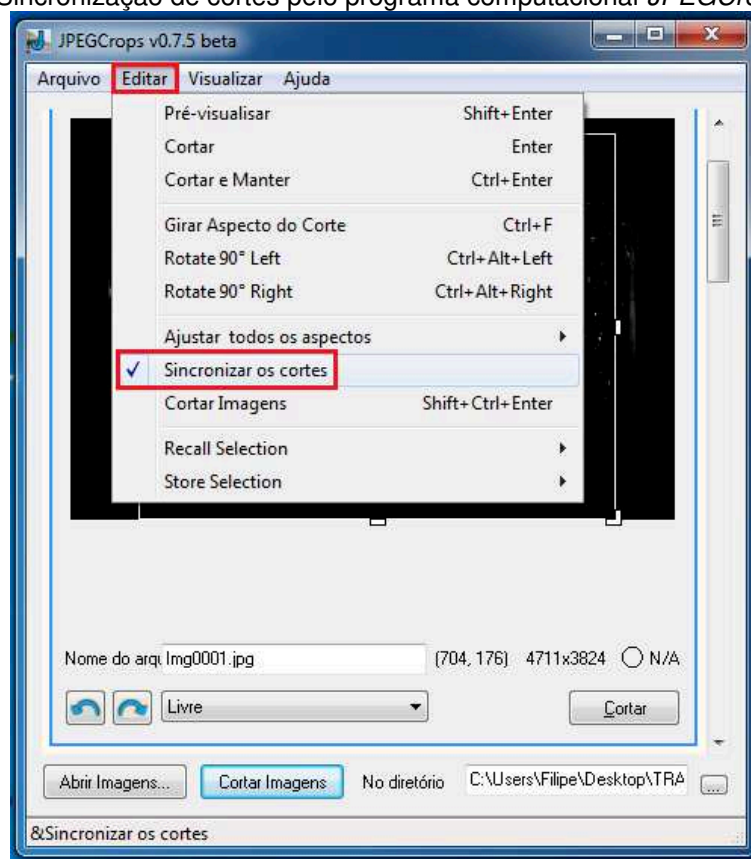 Sincronização de cortes pelo programa computacional
JPEGCrops v0.7.5 beta
Arquivo Editar Visualizar Ajuda
Pré-visualisar Shift+Enter
Cortar Enter
Cortar e Manter Ctrl+Enter
Girar Aspecto do Corte Ctrl+F
Rotate 90° Left Ctrl+Alt+Left
Rotate 90° Right Ctrl+Alt+Right
Ajustar todos os aspectos
✓ Sincronizar os cortes
Cortar Imagens Shift+Ctrl+Enter
Recall Selection
Store Selection
Nome do arqu Img0001.jpg (704, 176) 4711x3824 N/A
Livre Cortar
Abrir Imagens... Cortar Imagens No diretório C:\Users\Filipe\Desktop\TRA ...
&Sincronizar os cortes